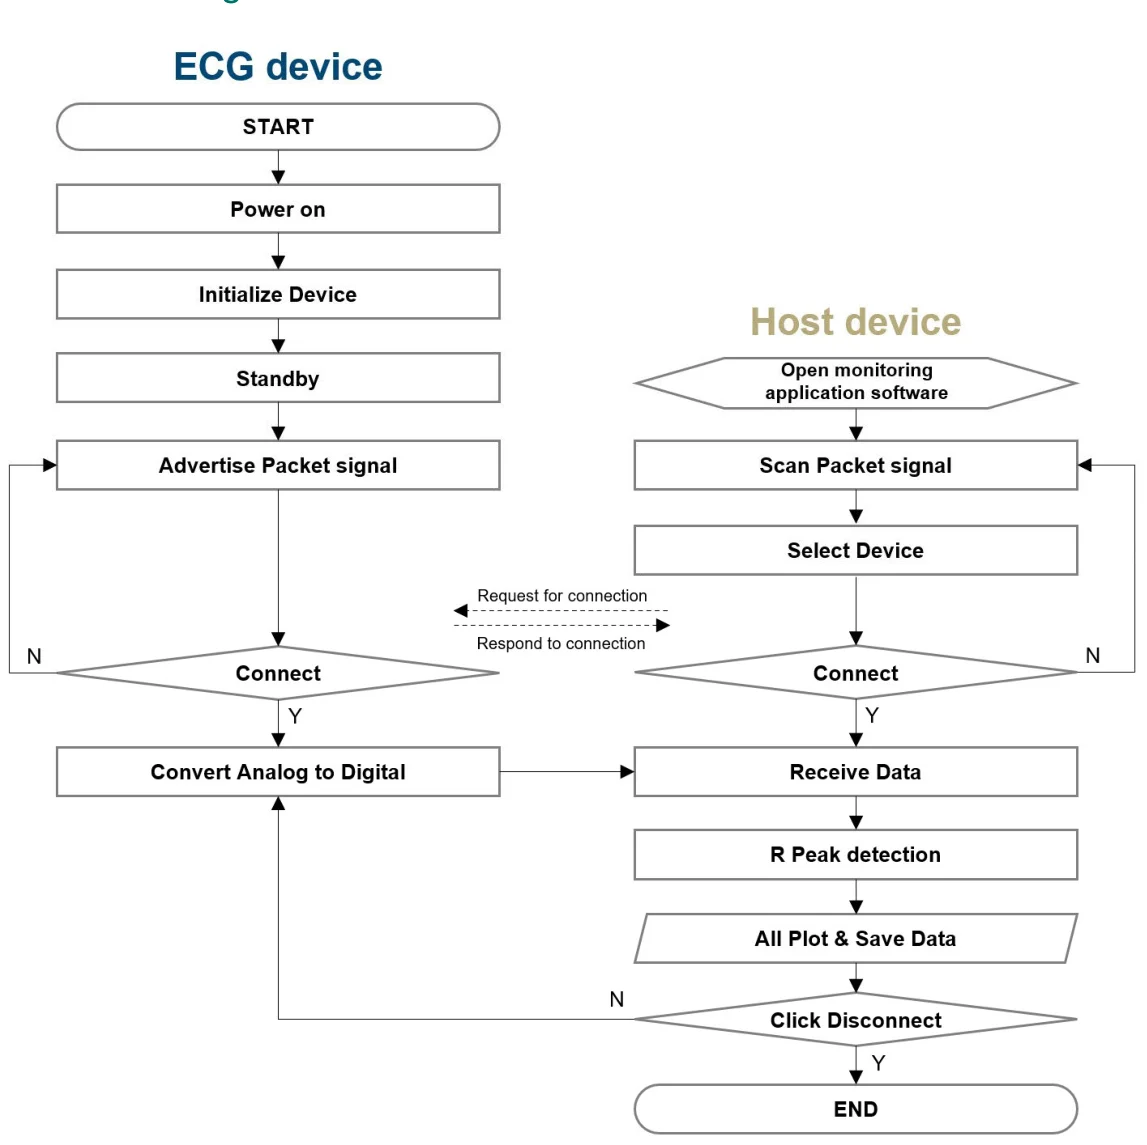 ECG device
START
Power on
Initialize Device
Standby
Advertise Packet signal
Connect
N
Y
Convert Analog to Digital
Request for connection
Respond to connection
Host device
Open monitoring
application software
Scan Packet signal
Select Device
Connect
N
Y
Receive Data
R Peak detection
All Plot & Save Data
Click Disconnect
N
Y
END